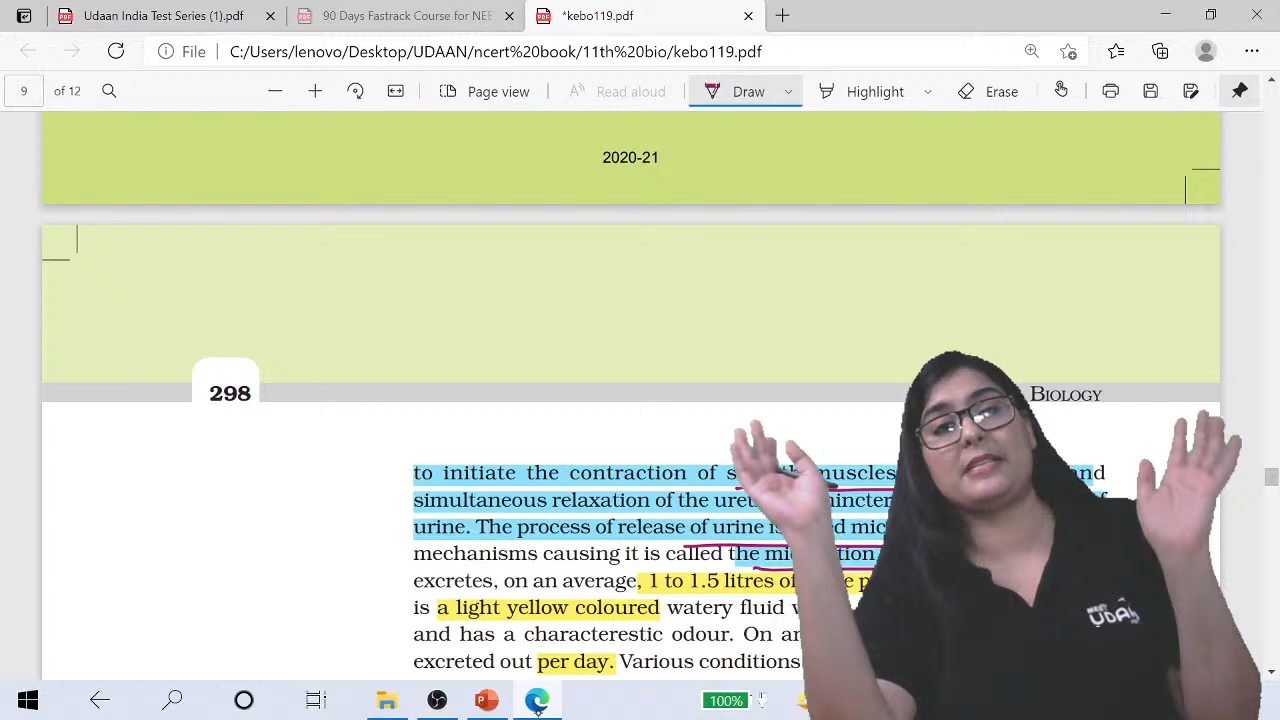 Udaan India Test Series (1).pdf
90 Days Fastrack Course for NEE
*kebo119.pdf
File C:/Users/lenovo/Desktop/UDAAN/ncert%20book/11th%20bio/kebo119.pdf
9 of 12 Page view Read aloud Draw Highlight Erase
2020-21
298 BIOLOGY
to initiate the contraction of muscles
simultaneous relaxation of the
urine. The process of release of urine is
mechanisms causing it is called the
excretes, on an average, 1 to 1.5 litres of
is a light yellow coloured watery fluid
and has a characterestic odour. On
excreted out per day. Various conditions
UDAAN
100%